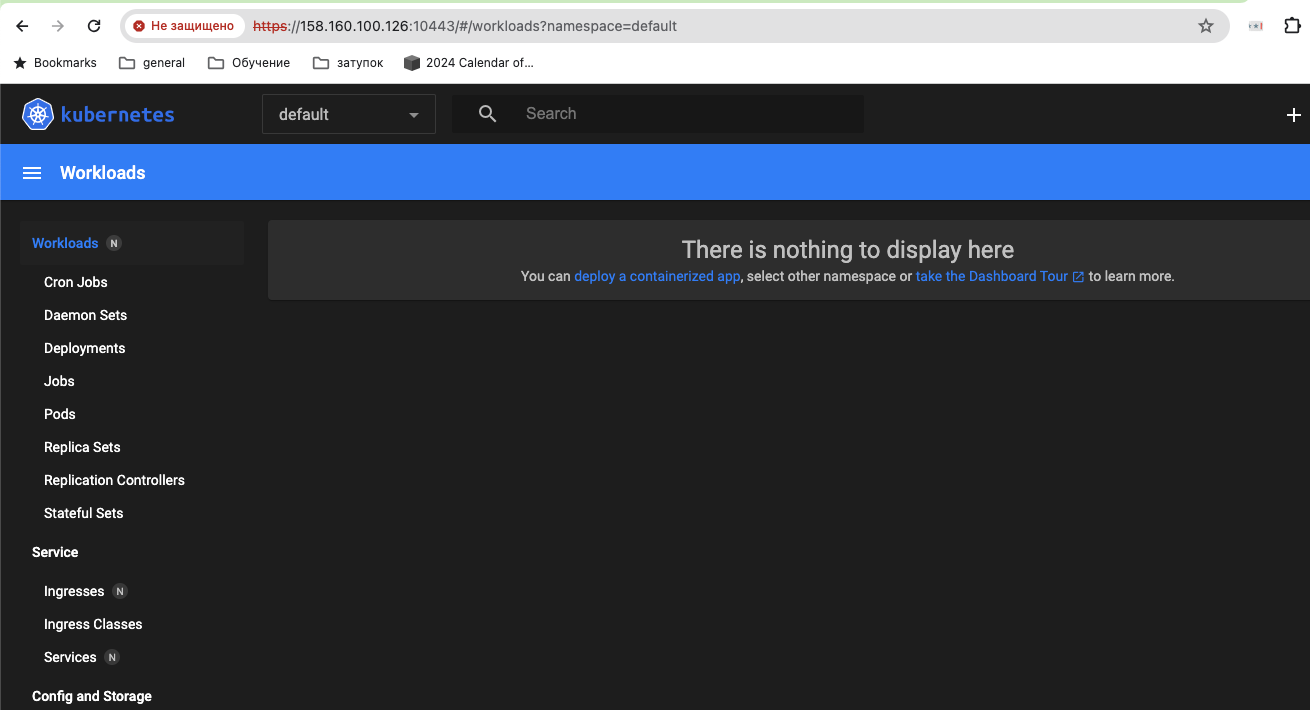 Не защищено https://158.160.100.126:10443/#/workloads?namespace=default
Bookmarks general Обучение затупок 2024 Calendar of...
kubernetes default Search
Workloads
Workloads N
Cron Jobs
Daemon Sets
Deployments
Jobs
Pods
Replica Sets
Replication Controllers
Stateful Sets
Service
Ingresses N
Ingress Classes
Services N
Config and Storage
There is nothing to display here
You can deploy a containerized app, select other namespace or take the Dashboard Tour to learn more.